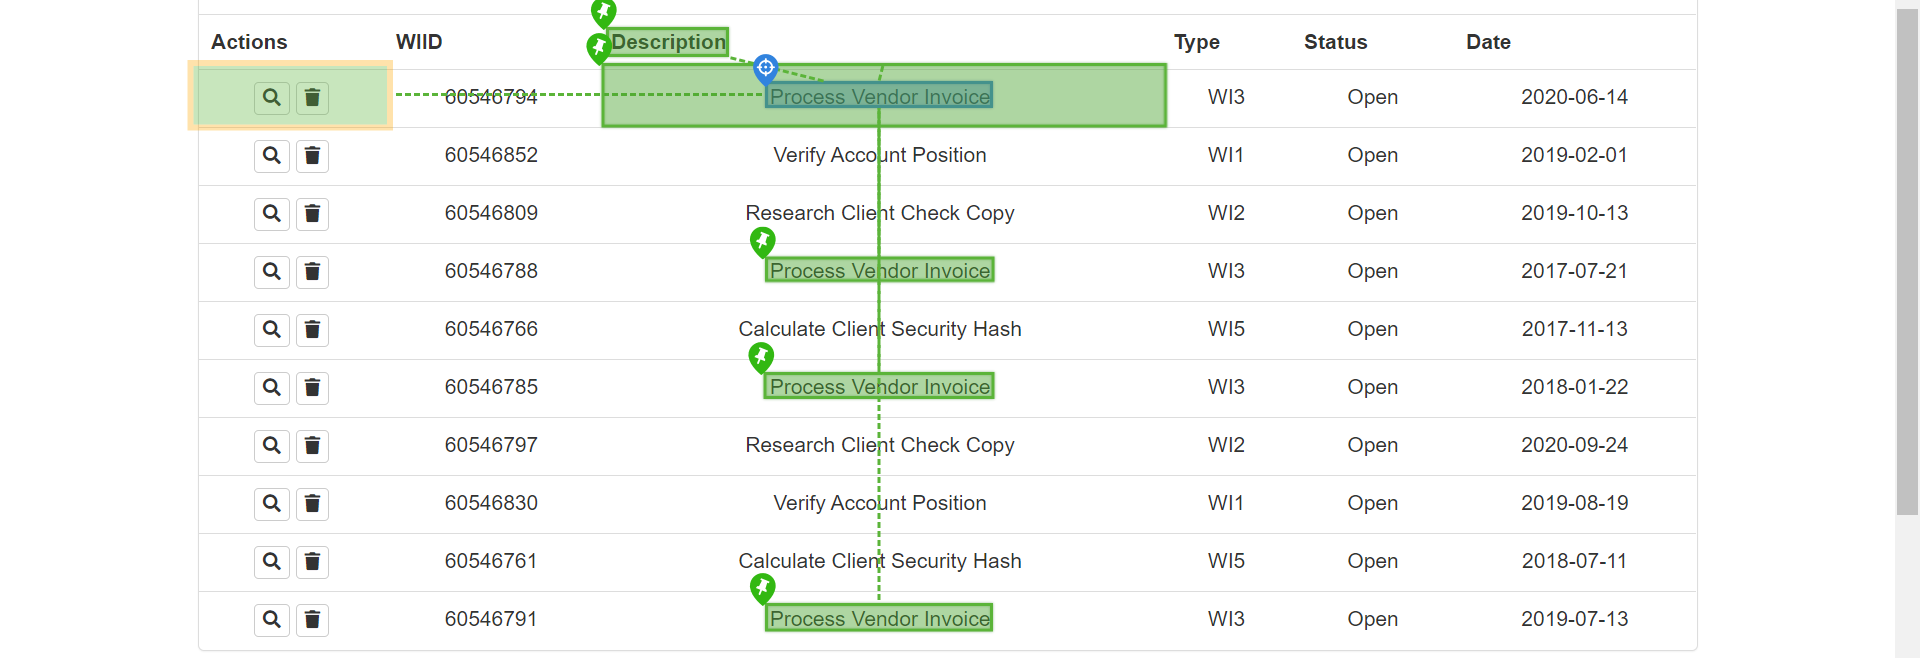 Actions WIID Description Type Status Date
60546794 Process Vendor Invoice WI3 Open 2020-06-14
60546852 Verify Account Position WI1 Open 2019-02-01
60546809 Research Client Check Copy WI2 Open 2019-10-13
60546788 Process Vendor Invoice WI3 Open 2017-07-21
60546766 Calculate Client Security Hash WI5 Open 2017-11-13
60546785 Process Vendor Invoice WI3 Open 2018-01-22
60546797 Research Client Check Copy WI2 Open 2020-09-24
60546830 Verify Account Position WI1 Open 2019-08-19
60546761 Calculate Client Security Hash WI5 Open 2018-07-11
60546791 Process Vendor Invoice WI3 Open 2019-07-13